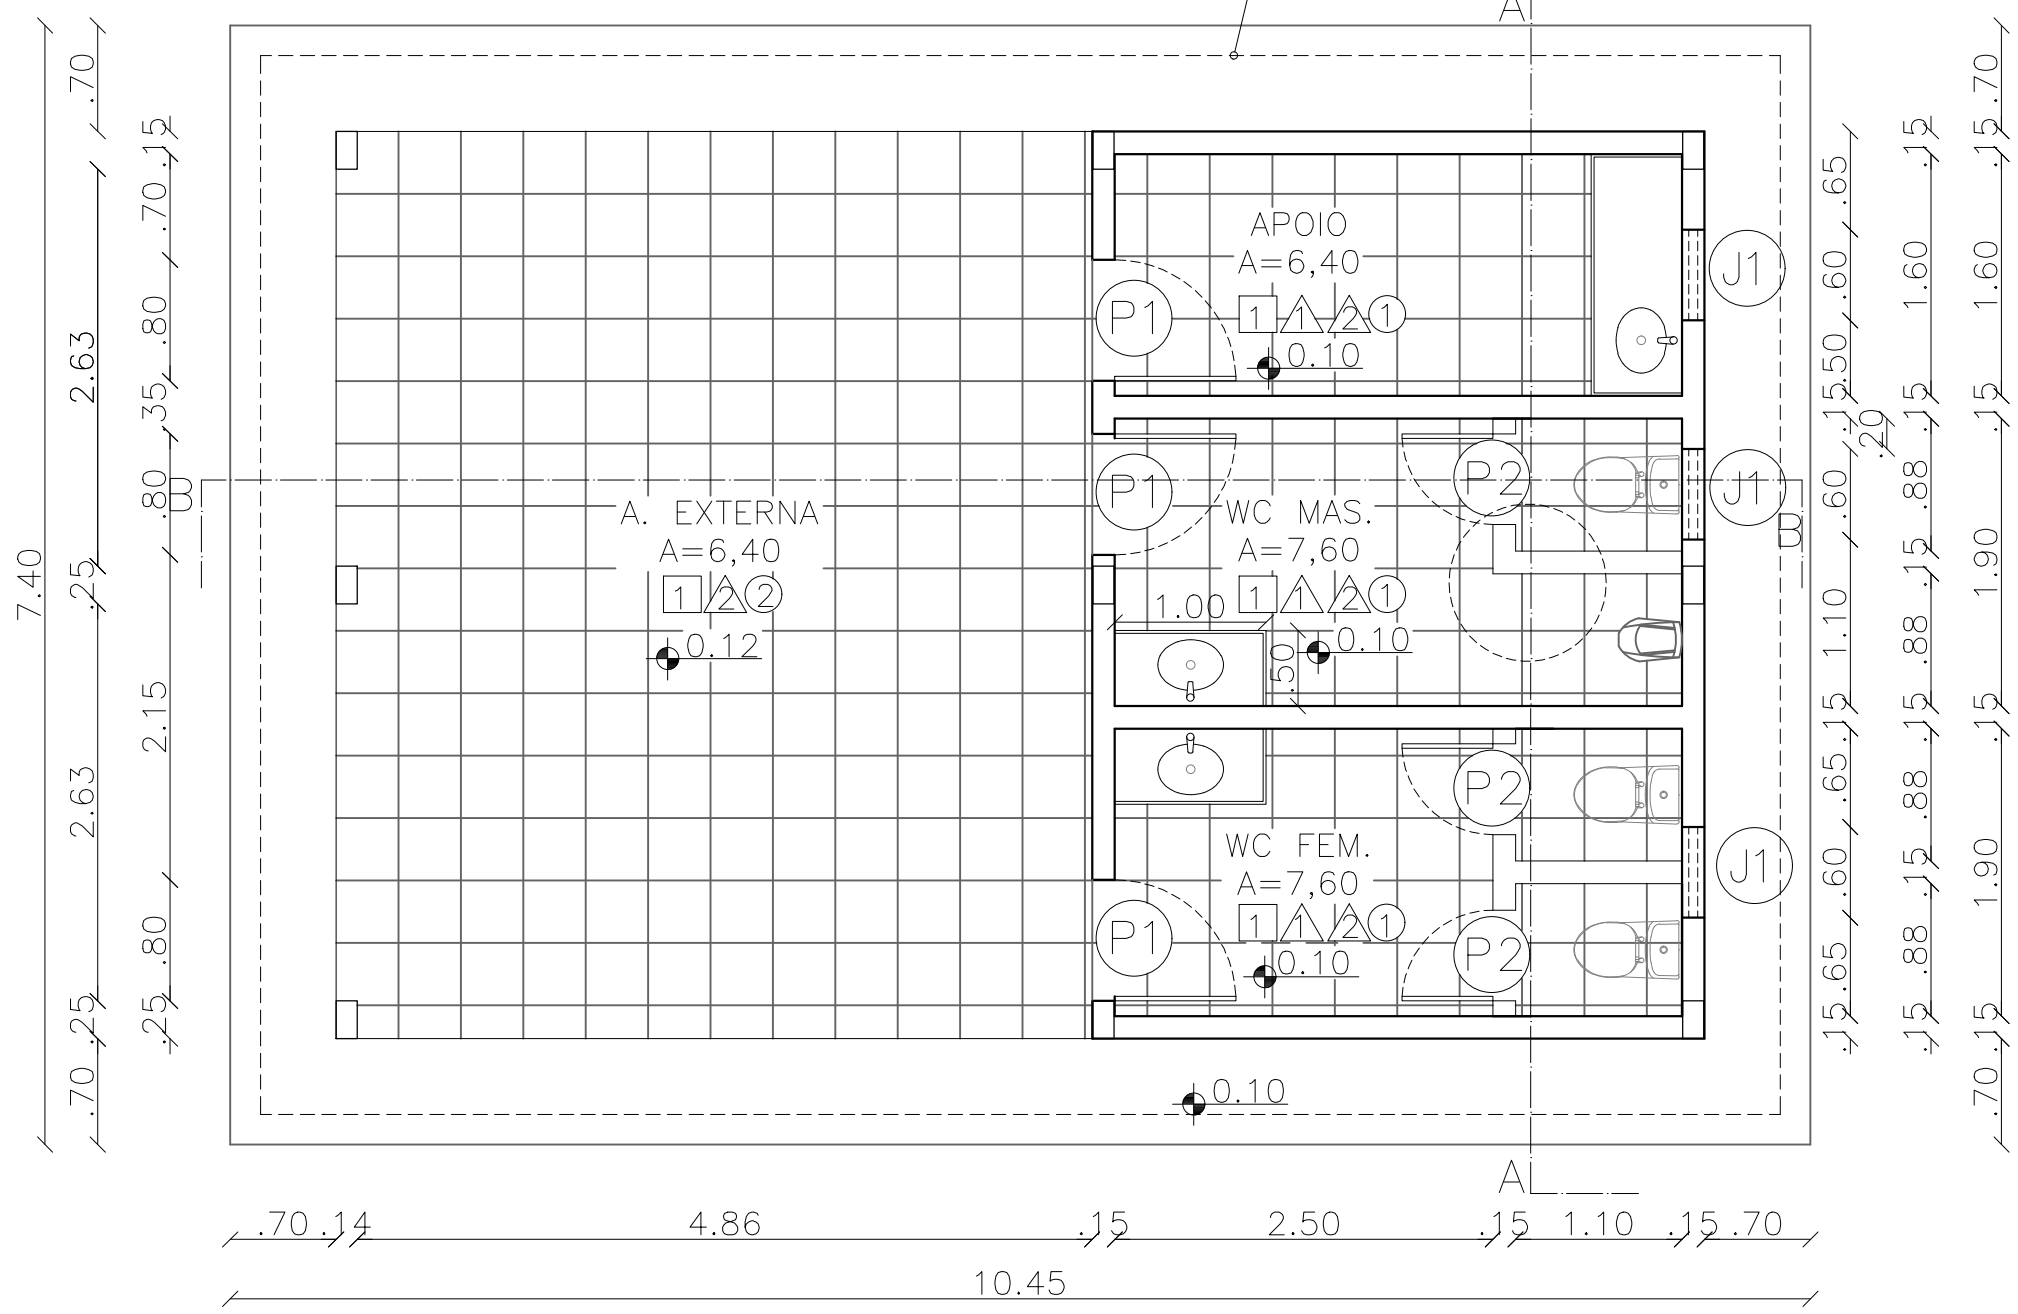 A
APOIO
A=6,40
1 1 2 1
0.10
P1
J1
P1
P2
J1
B
B
A. EXTERNA
A=6,40
1 2 2
0.12
WC MAS.
A=7,60
1 1 2 1
1.00
0.10
.50
P2
WC FEM.
A=7,60
1 1 2 1
0.10
P1
P2
J1
0.10
A
7.40
.70
2.63
.25
2.63
.25
.70
.15
.70
.80
.35
.80
2.15
.80
.25
.65
.60
.50
.15
.15
.60
1.10
.15
.65
.60
.65
.15
.20
.15
1.60
.15
.88
.15
.88
.15
.88
.15
.88
.15
.70
.15
1.60
.15
1.90
.15
1.90
.15
.70
.70 .14 4.86 .15 2.50 .15 1.10 .15 .70
10.45